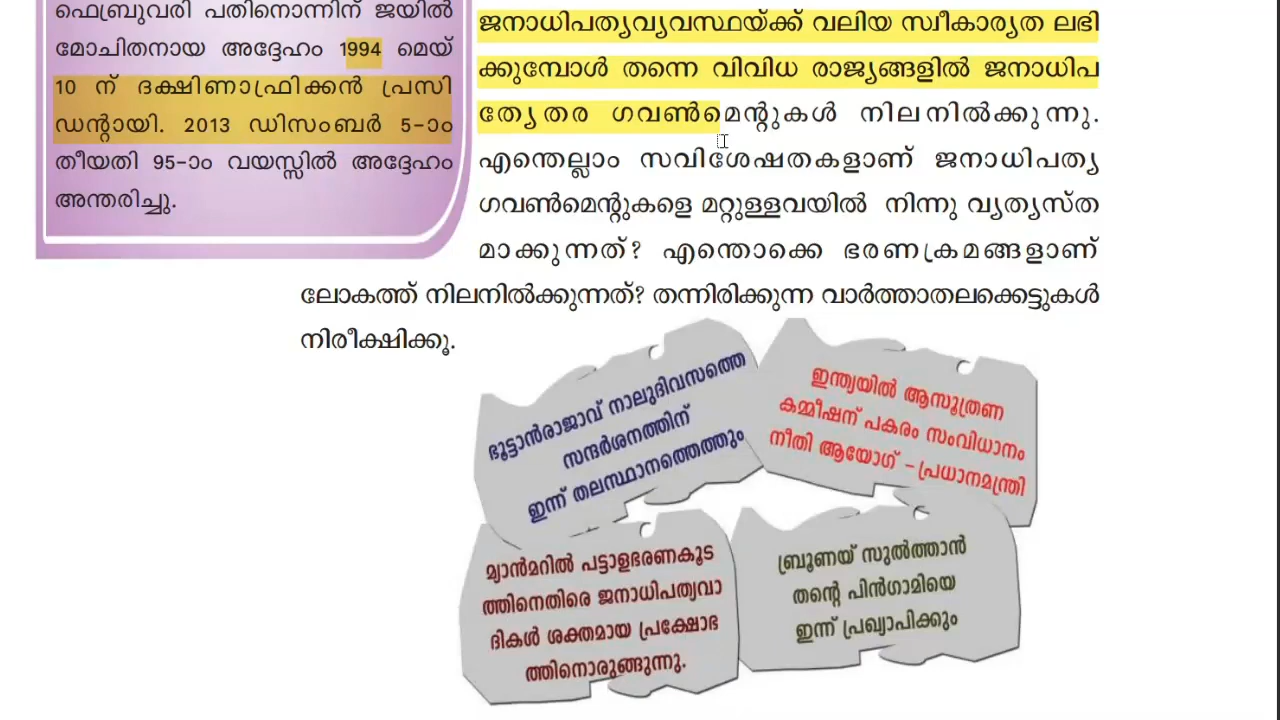 ഫെബ്രുവരി പതിനൊന്നിന് ജയിൽ
മോചിതനായ അദ്ദേഹം 1994 മെയ്
10 ന് ദക്ഷിണാഫ്രിക്കൻ പ്രസി
ഡന്റായി. 2013 ഡിസംബർ 5-ാം
തീയതി 95-ാം വയസ്സിൽ അദ്ദേഹം
അന്തരിച്ചു.
ജനാധിപത്യവ്യവസ്ഥയ്ക്ക് വലിയ സ്വീകാര്യത ലഭി
ക്കുമ്പോൾ തന്നെ വിവിധ രാജ്യങ്ങളിൽ ജനാധിപ
ത്യേതര ഗവൺമെന്റുകൾ നിലനിൽക്കുന്നു.
എന്തെല്ലാം സവിശേഷതകളാണ് ജനാധിപത്യ
ഗവൺമെന്റുകളെ മറ്റുള്ളവയിൽ നിന്നു വ്യത്യസ്ത
മാക്കുന്നത്? എന്തൊക്കെ ഭരണക്രമങ്ങളാണ്
ലോകത്ത് നിലനിൽക്കുന്നത്? തന്നിരിക്കുന്ന വാർത്താതലക്കെട്ടുകൾ
നിരീക്ഷിക്കൂ.
ഭൂട്ടാൻരാജാവ് നാലുദിവസത്തെ
സന്ദർശനത്തിന്
ഇന്ന് തലസ്ഥാനത്തെത്തും
ഇന്ത്യയിൽ ആസൂത്രണ
കമ്മീഷന് പകരം സംവിധാനം
നീതി ആയോഗ് -പ്രധാനമന്ത്രി
മ്യാൻമറിൽ പട്ടാളഭരണകൂട
ത്തിനെതിരെ ജനാധിപത്യവാ
ദികൾ ശക്തമായ പ്രക്ഷോഭ
ത്തിനൊരുങ്ങുന്നു.
ബ്രൂണയ് സുൽത്താൻ
തന്റെ പിൻഗാമിയെ
ഇന്ന് പ്രഖ്യാപിക്കും